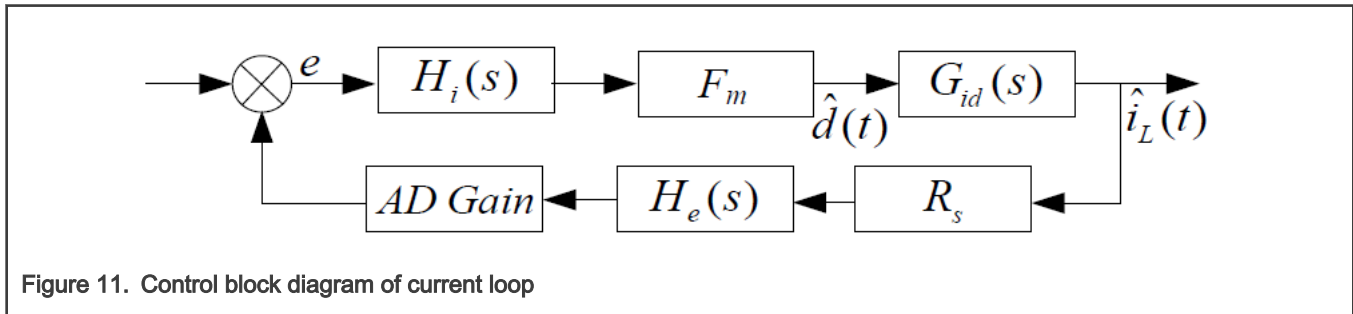 e
H_i(s)
F_m
G_id(s)
d̂(t)
î_L(t)
AD Gain
H_e(s)
R_s
Figure 11. Control block diagram of current loop